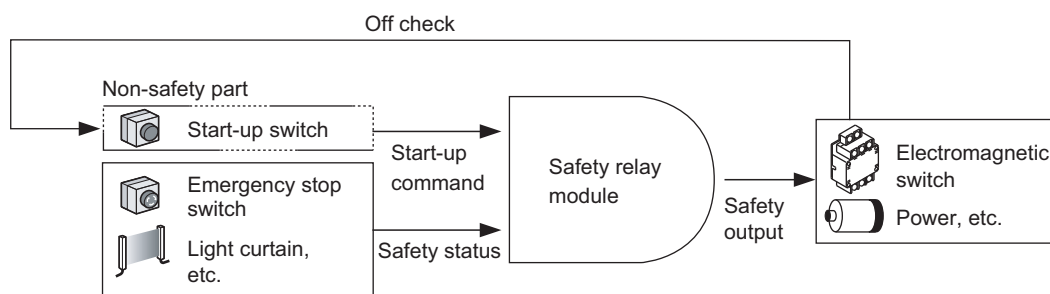 Off check
Non-safety part
Start-up switch
Start-up
command
Emergency stop
switch
Light curtain,
etc.
Safety status
Safety relay
module
Safety
output
Electromagnetic
switch
Power, etc.